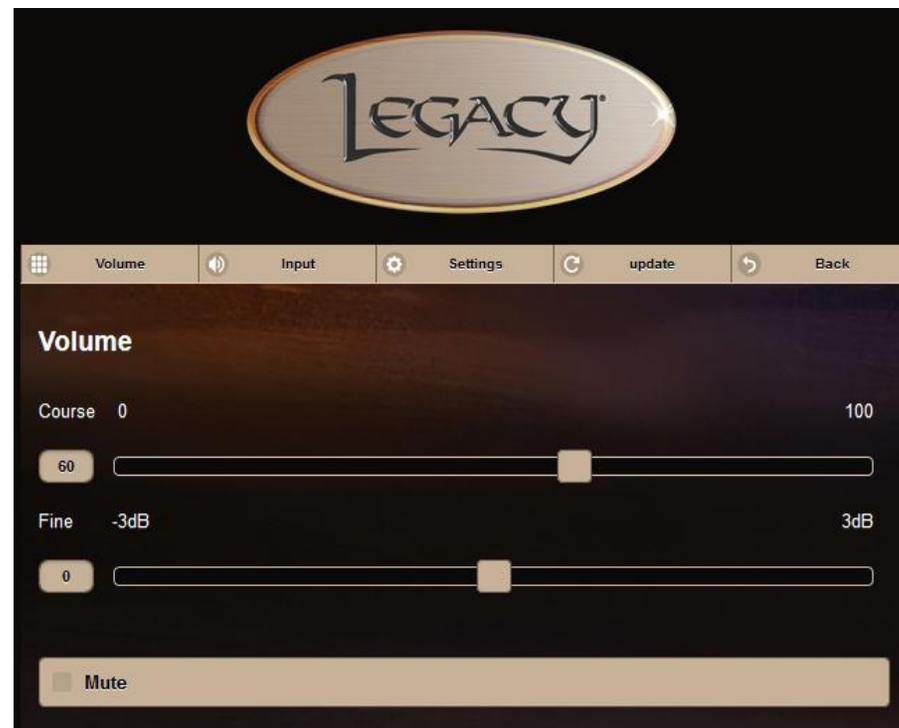 LEGACY®
Volume Input Settings update Back
Volume
Course 0 100
60
Fine -3dB 3dB
0
Mute